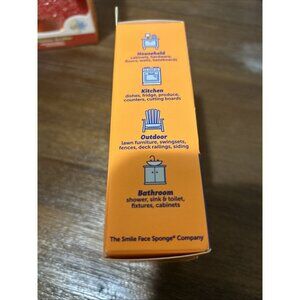 Household
cabinets, hardware,
doors, walls, baseboards
Kitchen
dishes, fridge, produce,
counters, cutting boards
Outdoor
lawn furniture, swingsets,
fences, deck railings, siding
Bathroom
shower, sink & toilet,
fixtures, cabinets
The Smile Face Sponge® Company